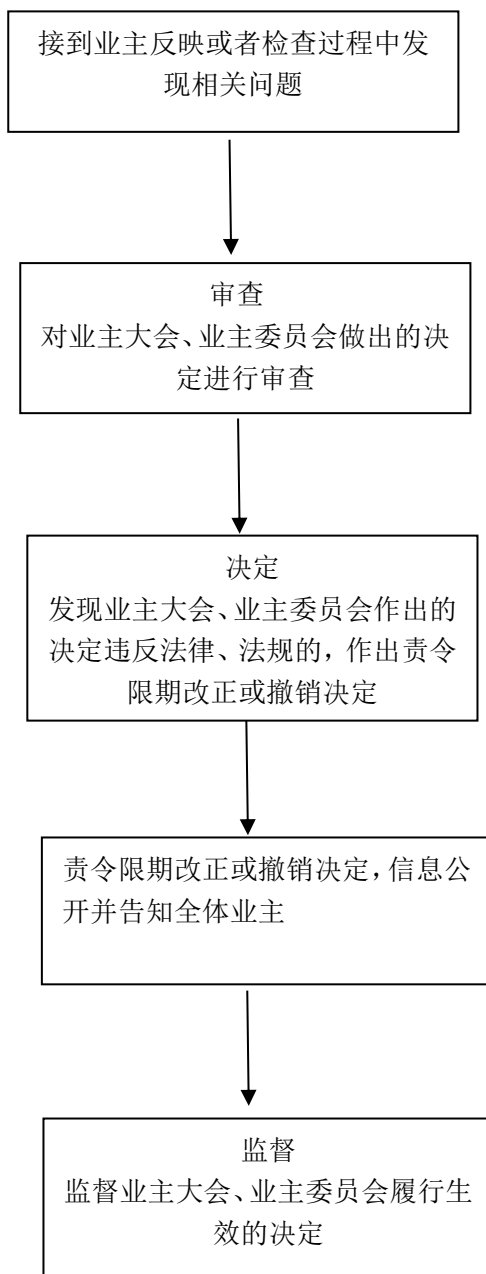 接到业主反映或者检查过程中发
现相关问题
审查
对业主大会、业主委员会做出的决
定进行审查
决定
发现业主大会、业主委员会作出的
决定违反法律、法规的，作出责令
限期改正或撤销决定
责令限期改正或撤销决定，信息公
开并告知全体业主
监督
监督业主大会、业主委员会履行生
效的决定